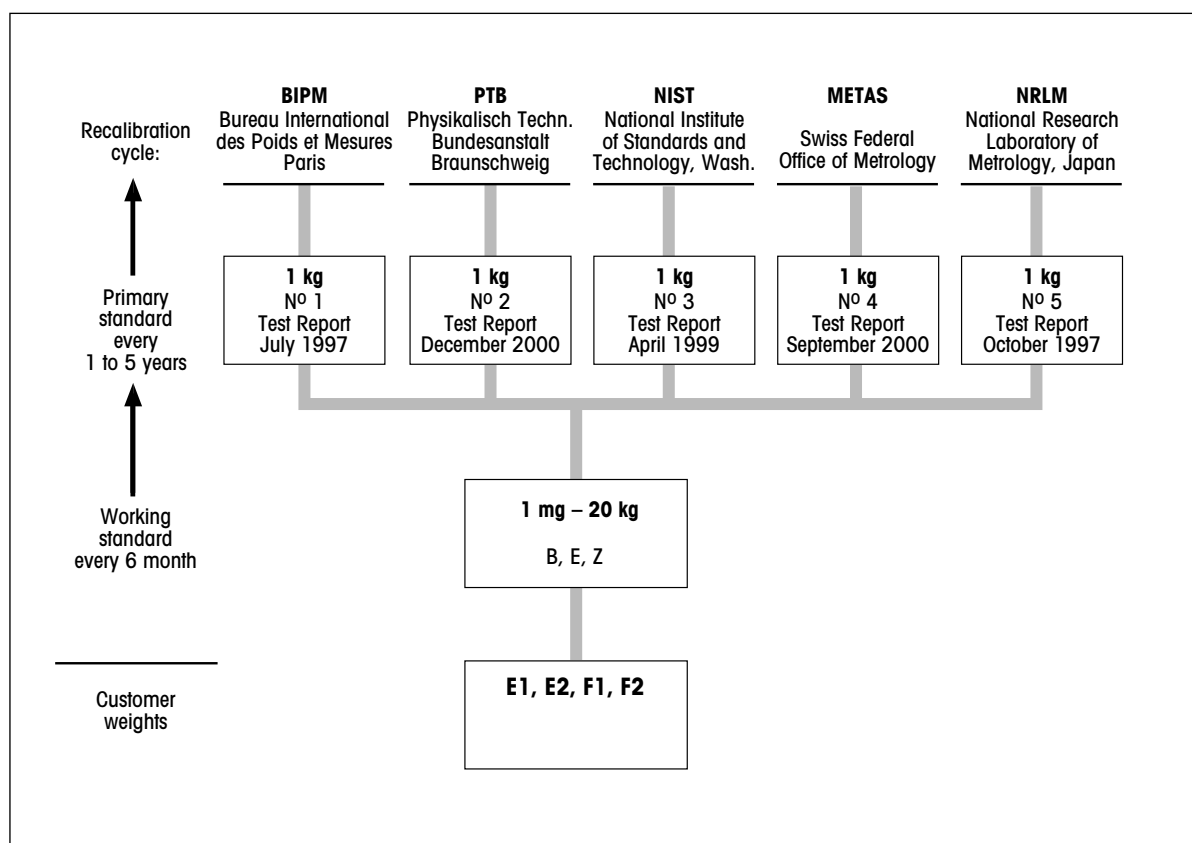 Recalibration
cycle:
BIPM
Bureau International
des Poids et Mesures
Paris
PTB
Physikalisch Techn.
Bundesanstalt
Braunschweig
NIST
National Institute
of Standards and
Technology, Wash.
METAS
Swiss Federal
Office of Metrology
NRLM
National Research
Laboratory of
Metrology, Japan
Primary
standard
every
1 to 5 years
1 kg
Nº 1
Test Report
July 1997
1 kg
Nº 2
Test Report
December 2000
1 kg
Nº 3
Test Report
April 1999
1 kg
Nº 4
Test Report
September 2000
1 kg
Nº 5
Test Report
October 1997
Working
standard
every 6 month
1 mg – 20 kg
B, E, Z
Customer
weights
E1, E2, F1, F2